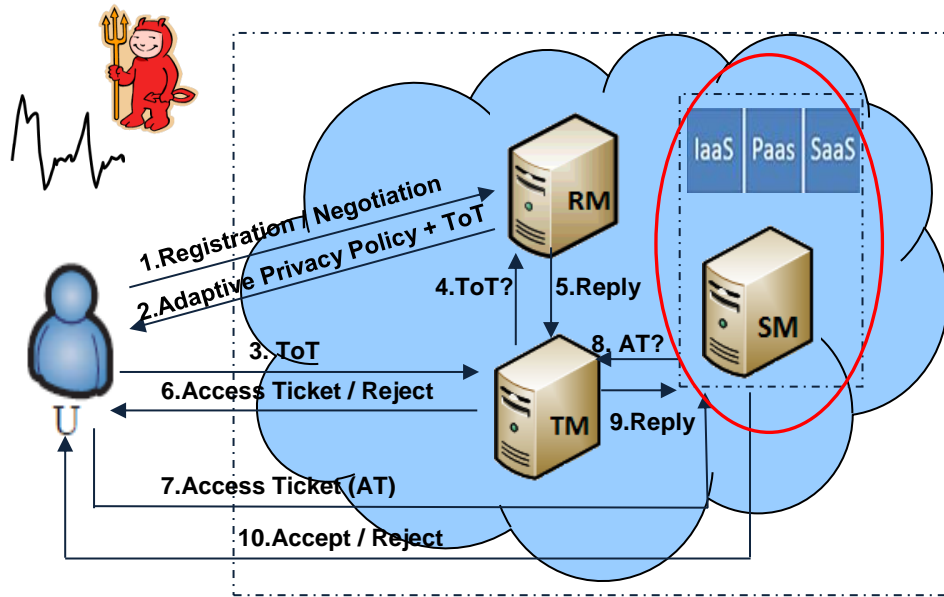 IaaS Paas SaaS
RM
1.Registration / Negotiation
2.Adaptive Privacy Policy + ToT
4.ToT?
5.Reply
SM
3. ToT
8. AT?
6.Access Ticket / Reject
TM
9.Reply
U
7.Access Ticket (AT)
10.Accept / Reject